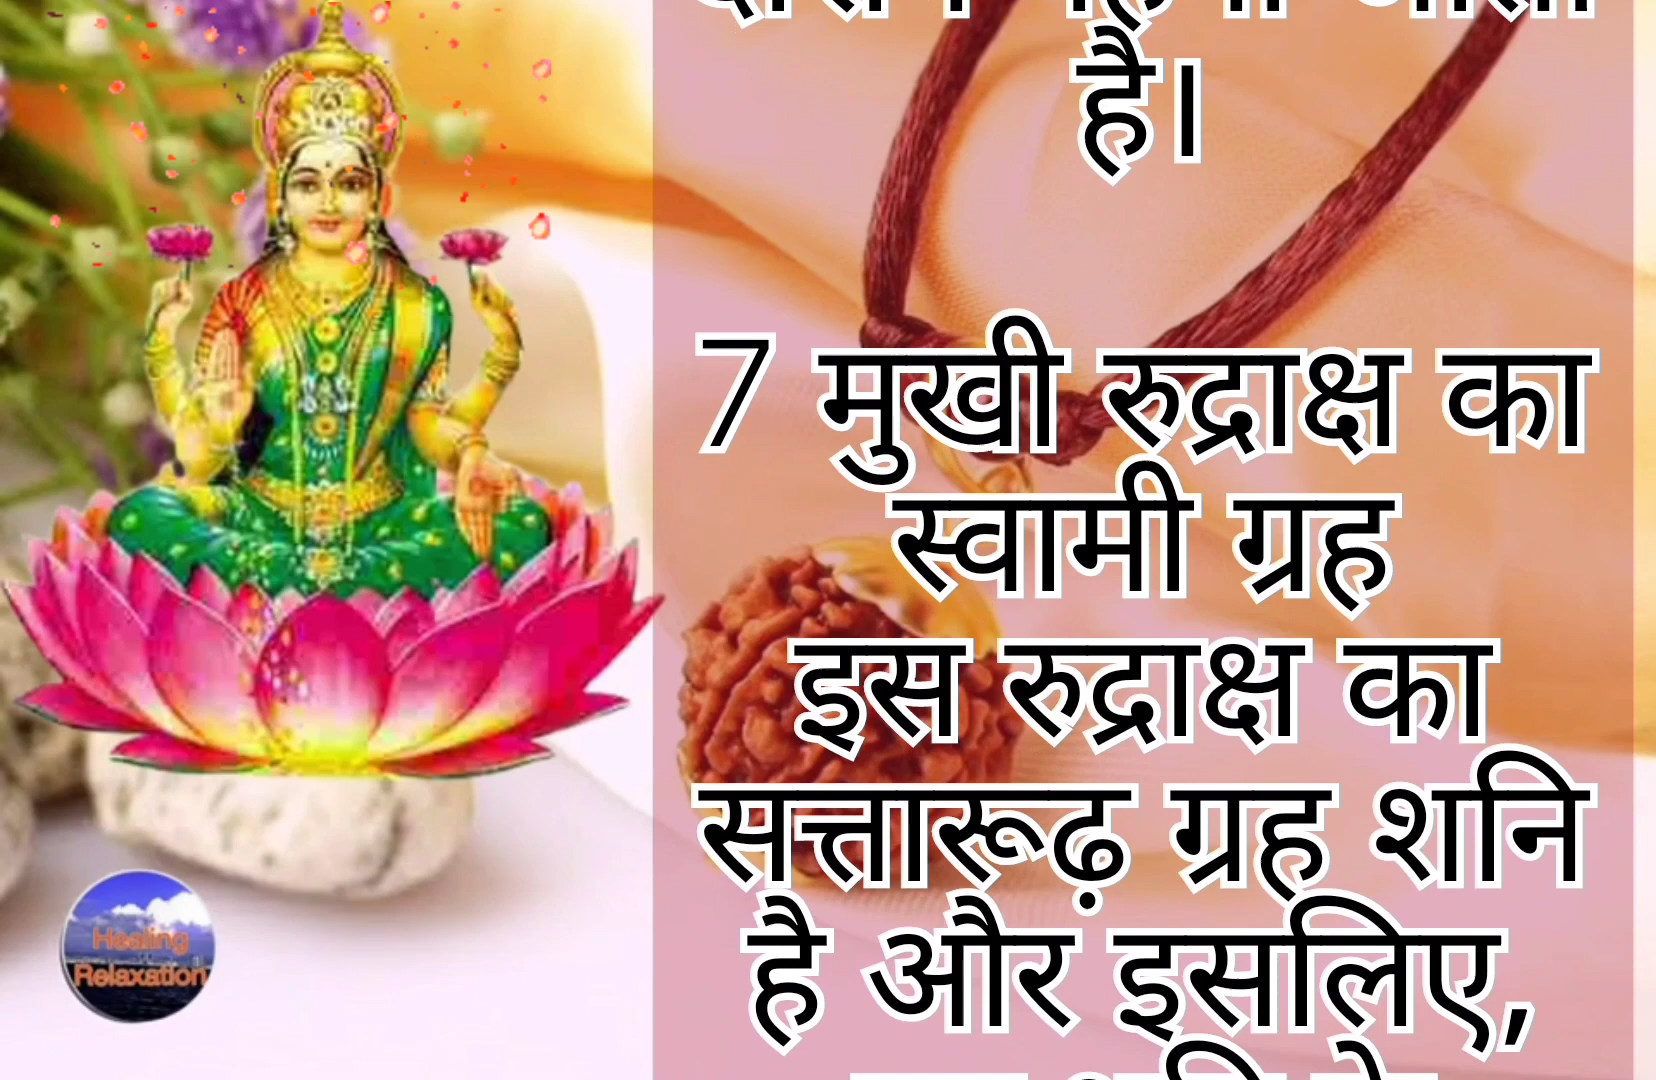 है।
7 मुखी रुद्राक्ष का
स्वामी ग्रह
इस रुद्राक्ष का
सत्तारूढ़ ग्रह शनि
है और इसलिए,
Healing
Relaxation